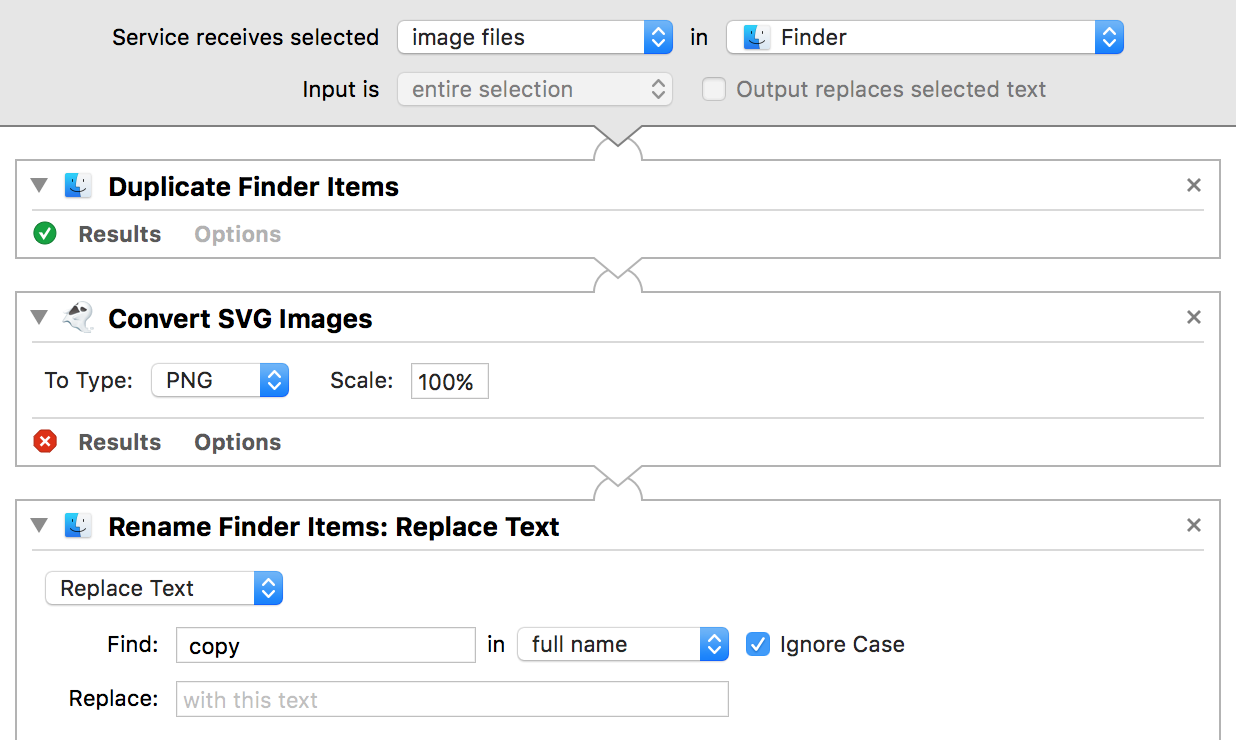 Service receives selected image files in Finder
Input is entire selection Output replaces selected text
Duplicate Finder Items
Results Options
Convert SVG Images
To Type: PNG Scale: 100%
Results Options
Rename Finder Items: Replace Text
Replace Text
Find: copy in full name Ignore Case
Replace: with this text